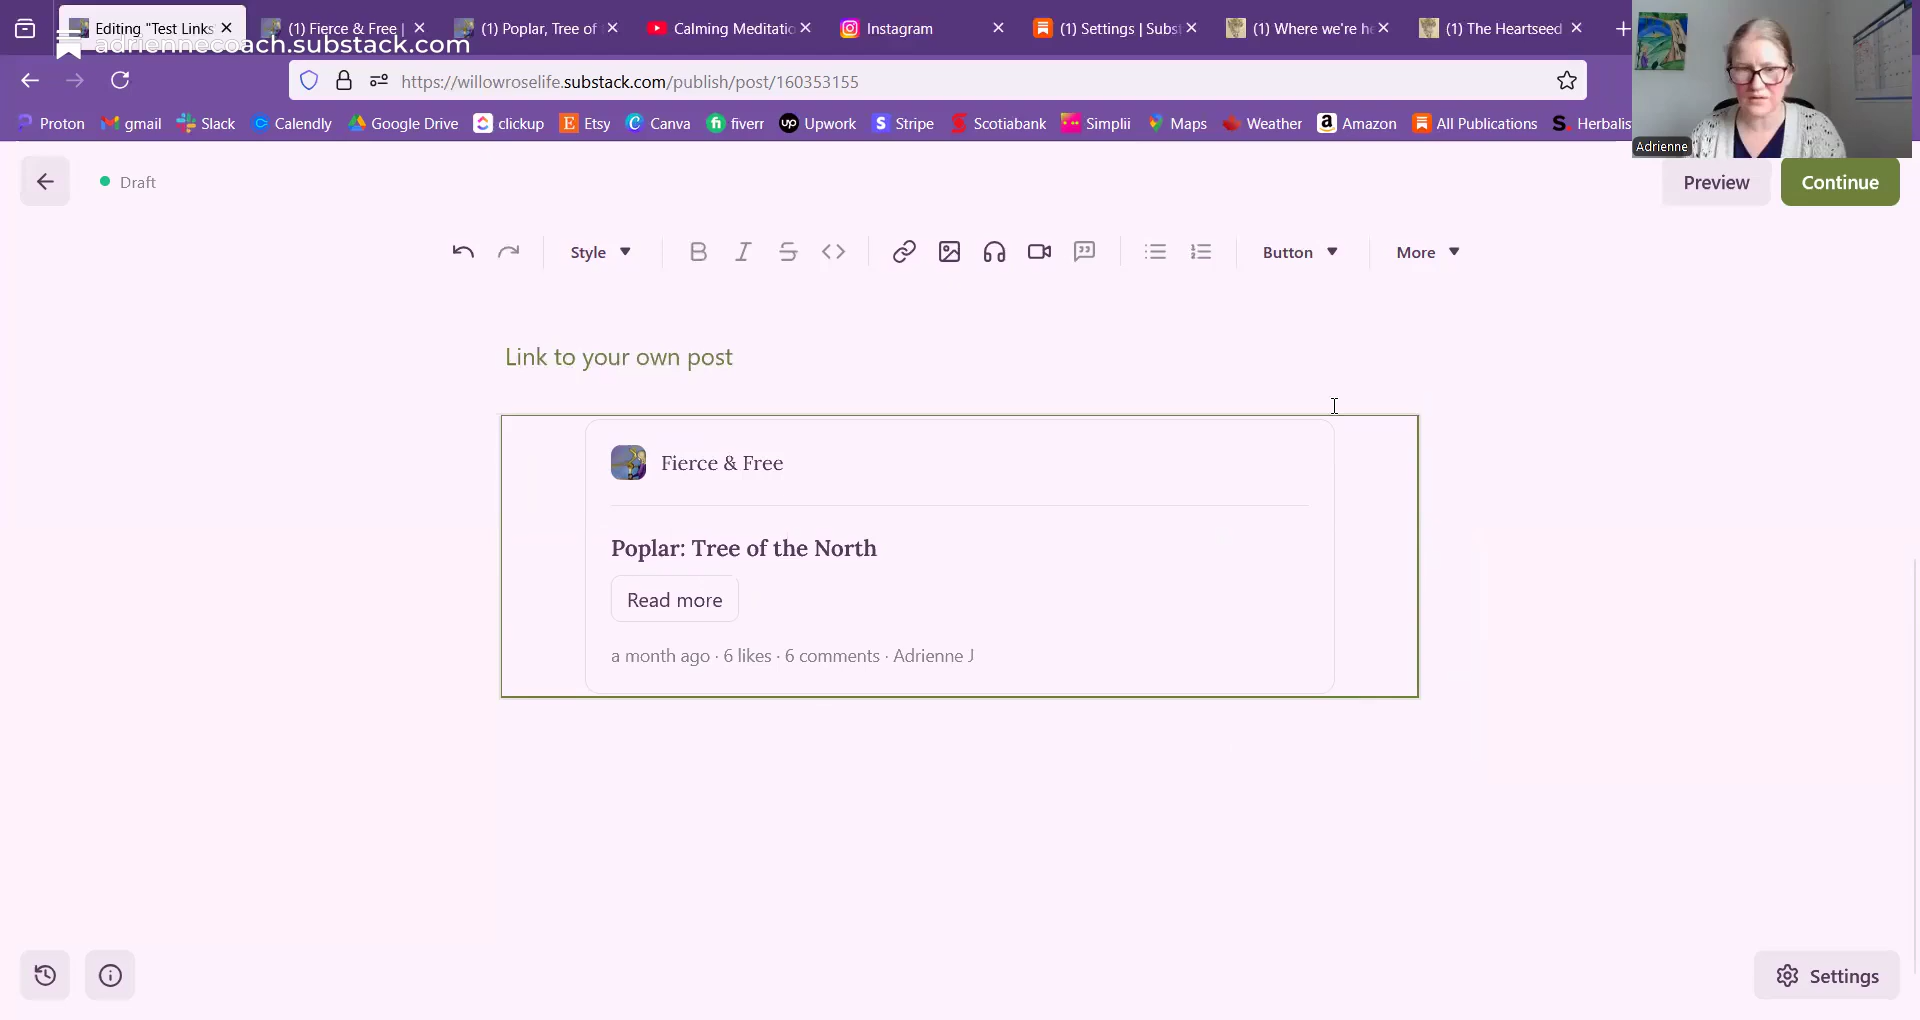 Editing "Test Links
(1) Fierce & Free |
(1) Poplar, Tree of
Calming Meditatio
Instagram
(1) Settings | Subs
(1) Where we're he
(1) The Heartseed
adriennecoach.substack.com
https://willowroselife.substack.com/publish/post/160353155
Proton
gmail
Slack
Calendly
Google Drive
clickup
Etsy
Canva
fiverr
Upwork
Stripe
Scotiabank
Simplii
Maps
Weather
Amazon
All Publications
Herbalis
Adrienne
Draft
Preview
Continue
Style
Button
More
Link to your own post
Fierce & Free
Poplar: Tree of the North
Read more
a month ago · 6 likes · 6 comments · Adrienne J
Settings